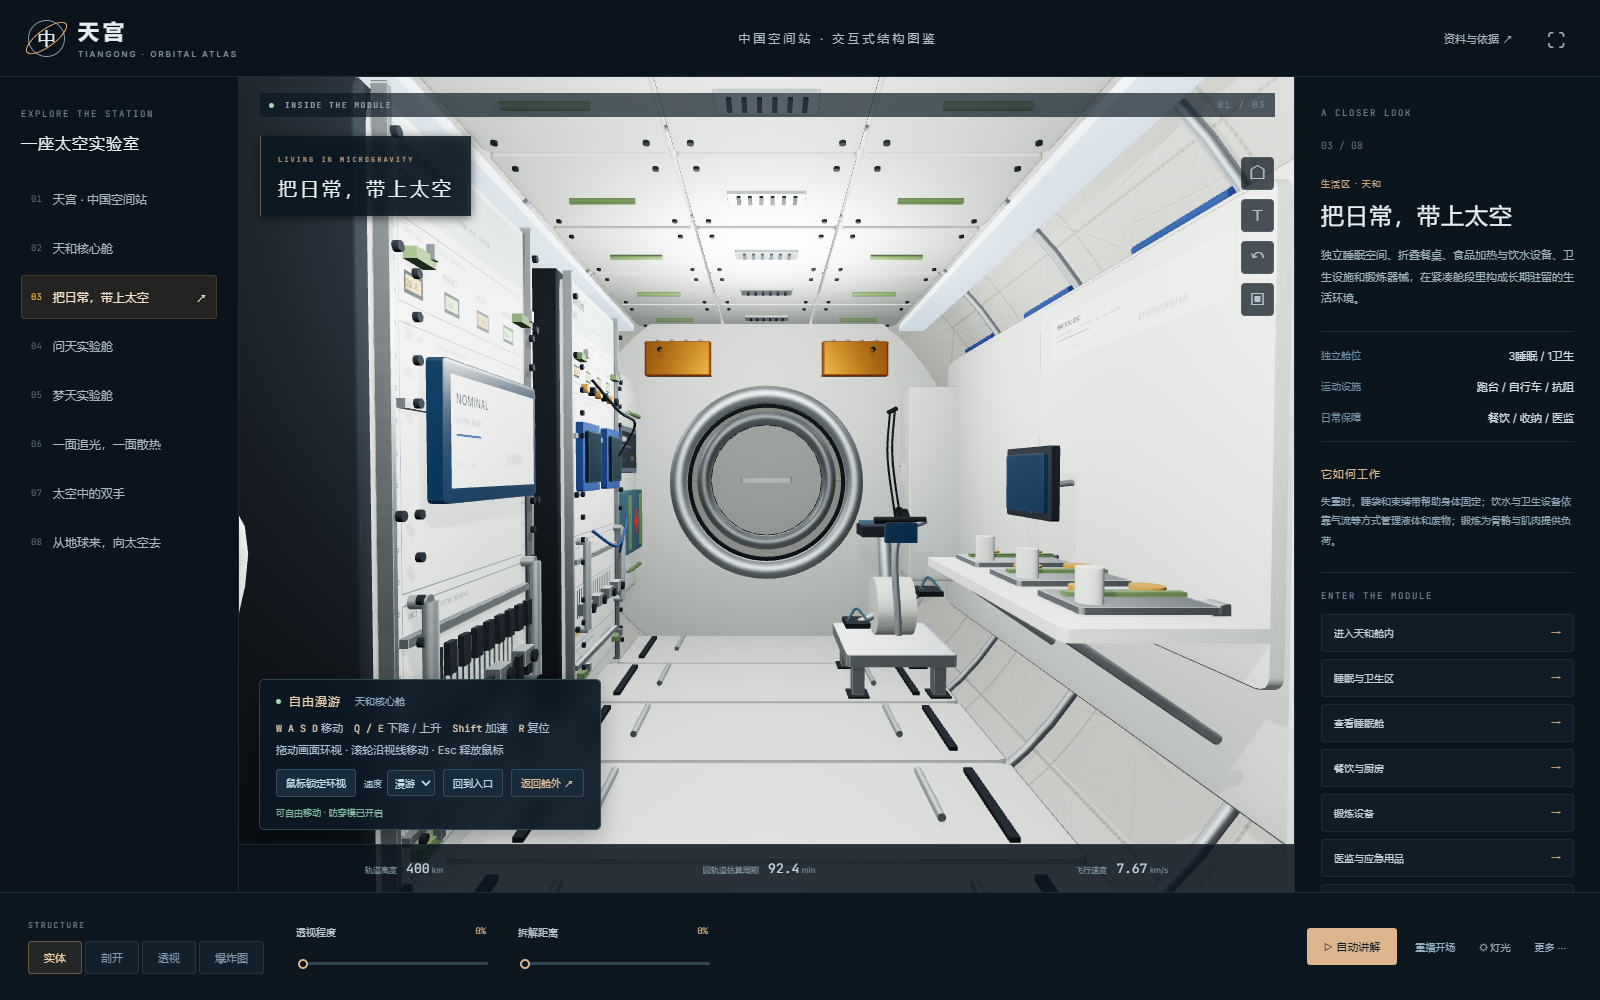 中
天宫
TIANGONG · ORBITAL ATLAS
中国空间站 · 交互式结构图鉴
资料与依据 ↗
EXPLORE THE STATION
一座太空实验室
01 天宫 · 中国空间站
02 天和核心舱
03 把日常，带上太空 ↗
04 问天实验舱
05 梦天实验舱
06 一面追光，一面散热
07 太空中的双手
08 从地球来，向太空去
INSIDE THE MODULE
01 / 03
LIVING IN MICROGRAVITY
把日常，带上太空
T
NOMINAL
自由漫游 天和核心舱
W A S D 移动 Q / E 下降 / 上升 Shift 加速 R 复位
拖动画面环视 · 滚轮沿视线移动 · Esc 释放鼠标
鼠标锁定环视 速度 漫游 回到入口 返回舱外 ↗
可自由移动 · 防穿模已开启
轨道高度 400 km
圆轨道估算周期 92.4 min
飞行速度 7.67 km/s
A CLOSER LOOK
03 / 08
生活区 · 天和
把日常，带上太空
独立睡眠空间、折叠餐桌、食品加热与饮水设备、卫
生设施和锻炼器械，在紧凑舱段里构成长期驻留的生
活环境。
独立舱位 3睡眠 / 1卫生
运动设施 跑台 / 自行车 / 抗阻
日常保障 餐饮 / 收纳 / 医监
它如何工作
失重时，睡袋和束缚带帮助身体固定；饮水与卫生设备依
靠气流等方式管理液体和废物；锻炼为骨骼与肌肉提供负
荷。
ENTER THE MODULE
进入天和舱内 →
睡眠与卫生区 →
查看睡眠舱 →
餐饮与厨房 →
锻炼设备 →
医监与应急用品 →
STRUCTURE
实体 剖开 透视 爆炸图
透视程度 0%
拆解距离 0%
▷ 自动讲解
重播开场
灯光
更多 ···